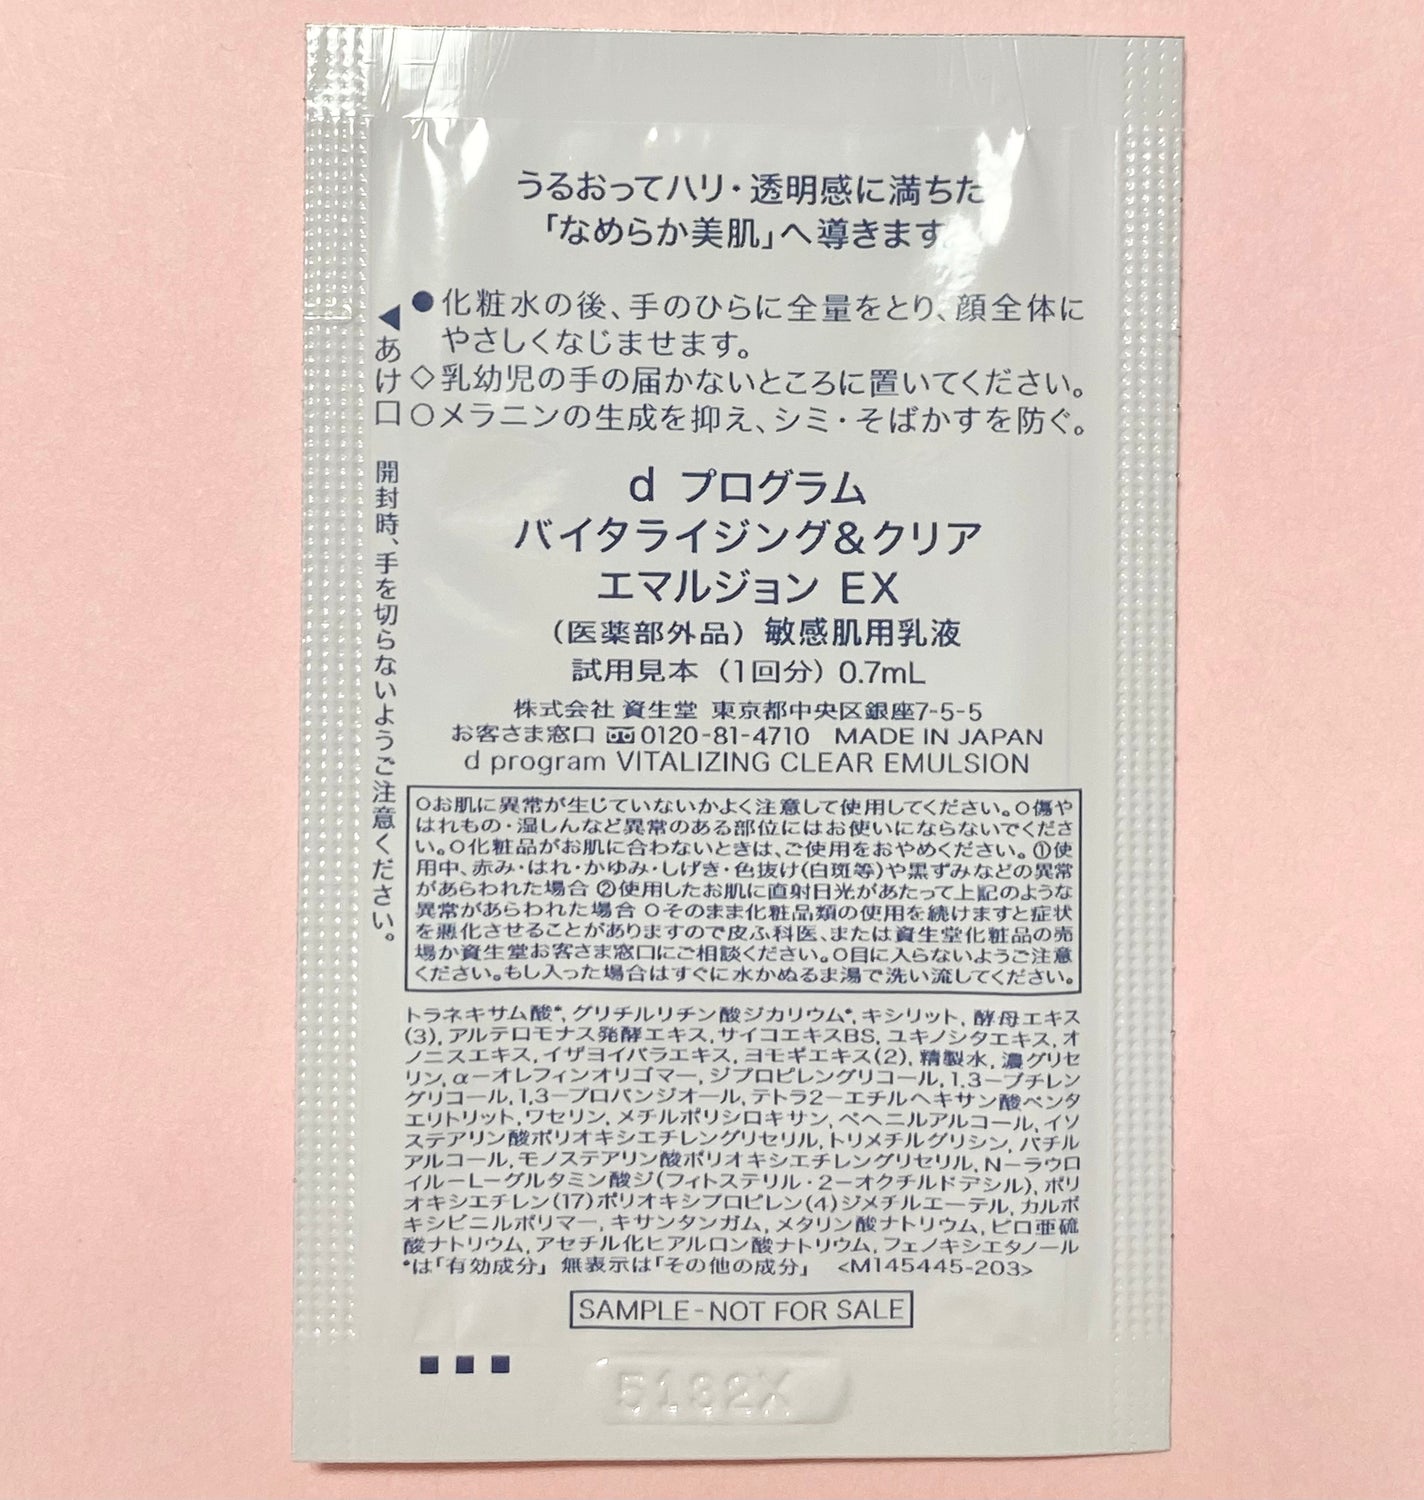 うるおってハリ・透明感に満ちた
「なめらか美肌」へ導きます
●化粧水の後、手のひらに全量をとり、顔全体に
やさしくなじませます。
◇乳幼児の手の届かないところに置いてください。
○メラニンの生成を抑え、シミ・そばかすを防ぐ。
◀あけ口 開封時、手を切らないようご注意ください。
d プログラム
バイタライジング&クリア
エマルジョン EX
（医薬部外品）敏感肌用乳液
試用見本（1回分）0.7mL
株式会社 資生堂 東京都中央区銀座7-5-5
お客さま窓口 0120-81-4710 MADE IN JAPAN
d program VITALIZING CLEAR EMULSION
○お肌に異常が生じていないかよく注意して使用してください。○傷や
はれもの・湿しんなど異常のある部位にはお使いにならないでくださ
い。○化粧品がお肌に合わないときは、ご使用をおやめください。①使
用中、赤み・はれ・かゆみ・しげき・色抜け(白斑等)や黒ずみなどの異常
があらわれた場合 ②使用したお肌に直射日光があたって上記のような
異常があらわれた場合 ○そのまま化粧品類の使用を続けますと症状
を悪化させることがありますので皮ふ科医、または資生堂化粧品の売
場か資生堂お客さま窓口にご相談ください。○目に入らないようご注意
ください。もし入った場合はすぐに水かぬるま湯で洗い流してください。
トラネキサム酸*, グリチルリチン酸ジカリウム*, キシリット, 酵母エキス
(3), アルテロモナス発酵エキス, サイコエキスBS, ユキノシタエキス, オ
ノニスエキス, イザヨイバラエキス, ヨモギエキス(2), 精製水, 濃グリセ
リン, α－オレフィンオリゴマー, ジプロピレングリコール, 1,3－ブチレン
グリコール, 1,3－プロパンジオール, テトラ2－エチルヘキサン酸ペンタ
エリトリット, ワセリン, メチルポリシロキサン, ベヘニルアルコール, イソ
ステアリン酸ポリオキシエチレングリセリル, トリメチルグリシン, バチル
アルコール, モノステアリン酸ポリオキシエチレングリセリル, N－ラウロ
イル－L－グルタミン酸ジ(フィトステリル・2－オクチルドデシル), ポリ
オキシエチレン(17)ポリオキシプロピレン(4)ジメチルエーテル, カルボ
キシビニルポリマー, キサンタンガム, メタリン酸ナトリウム, ピロ亜硫
酸ナトリウム, アセチル化ヒアルロン酸ナトリウム, フェノキシエタノール
*は「有効成分」 無表示は「その他の成分」 <M145445-203>
SAMPLE-NOT FOR SALE
5132X